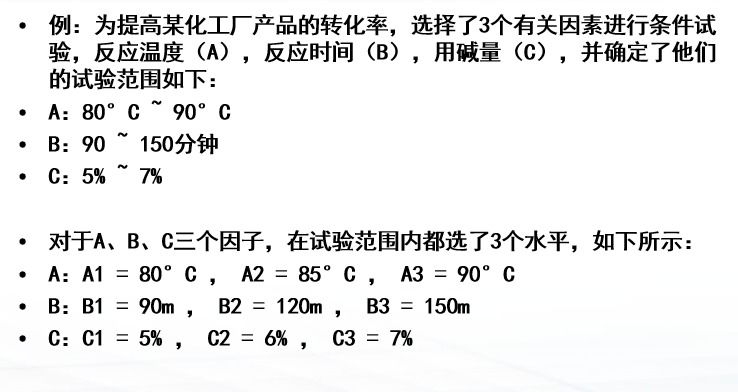 • 例：为提高某化工厂产品的转化率，选择了3个有关因素进行条件试
验，反应温度（A），反应时间（B），用碱量（C），并确定了他们
的试验范围如下：
• A：80°C ~ 90°C
• B：90 ~ 150分钟
• C：5% ~ 7%
• 对于A、B、C三个因子，在试验范围内都选了3个水平，如下所示：
• A：A1 = 80°C ， A2 = 85°C ， A3 = 90°C
• B：B1 = 90m ， B2 = 120m ， B3 = 150m
• C：C1 = 5% ， C2 = 6% ， C3 = 7%